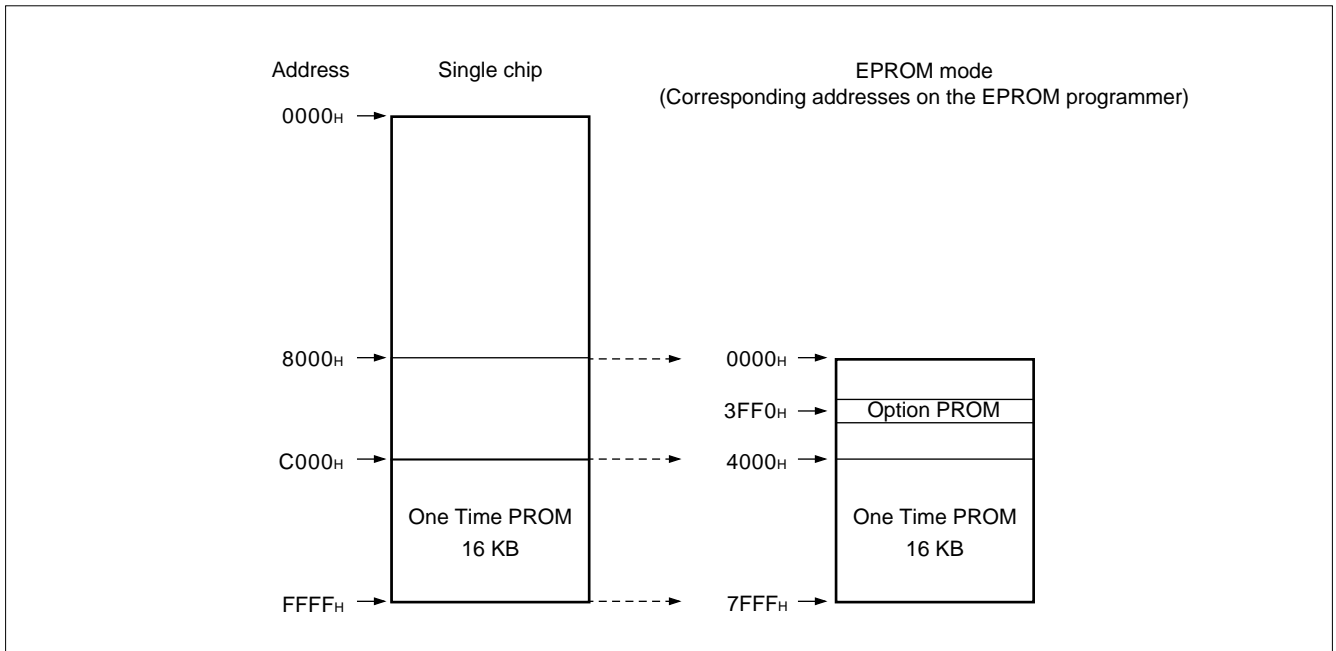 Address Single chip EPROM mode
(Corresponding addresses on the EPROM programmer)
0000H
8000H 0000H
3FF0H Option PROM
C000H 4000H
One Time PROM One Time PROM
16 KB 16 KB
FFFFH 7FFFH